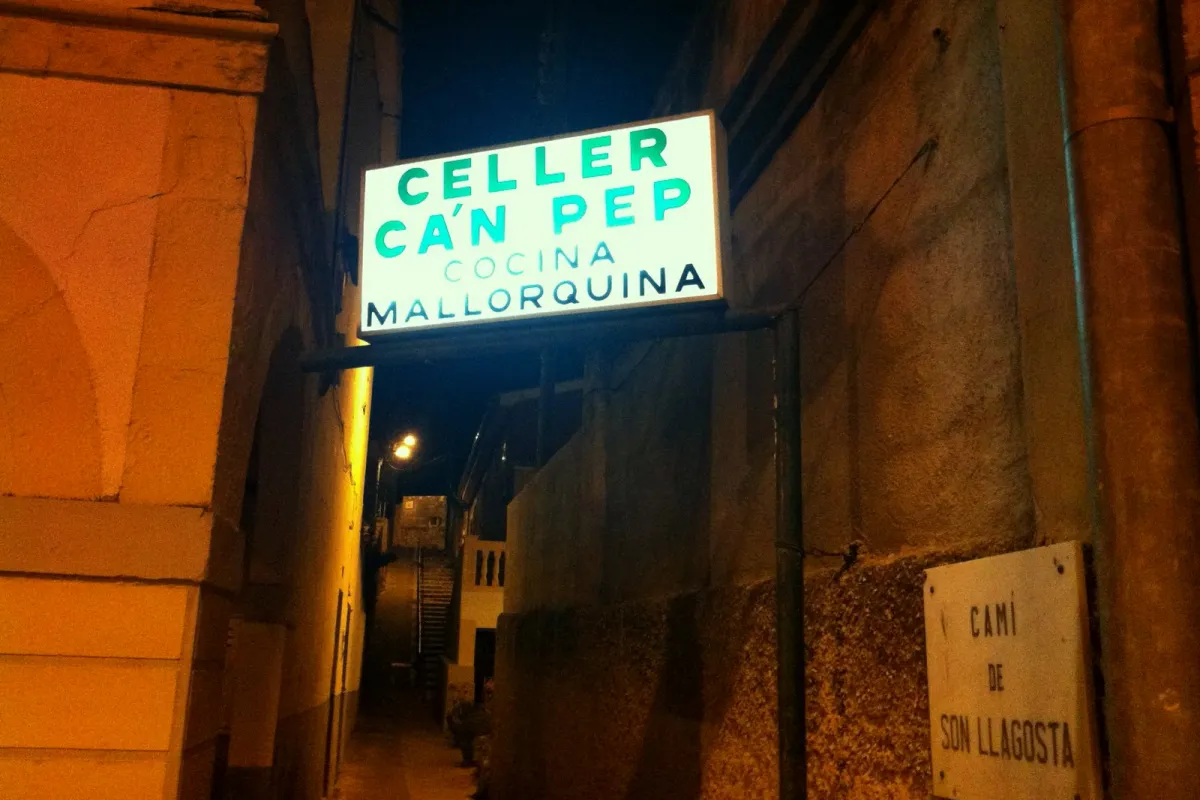 CELLER
CA'N PEP
COCINA
MALLORQUINA
CAMÍ
DE
SON LLAGOSTA